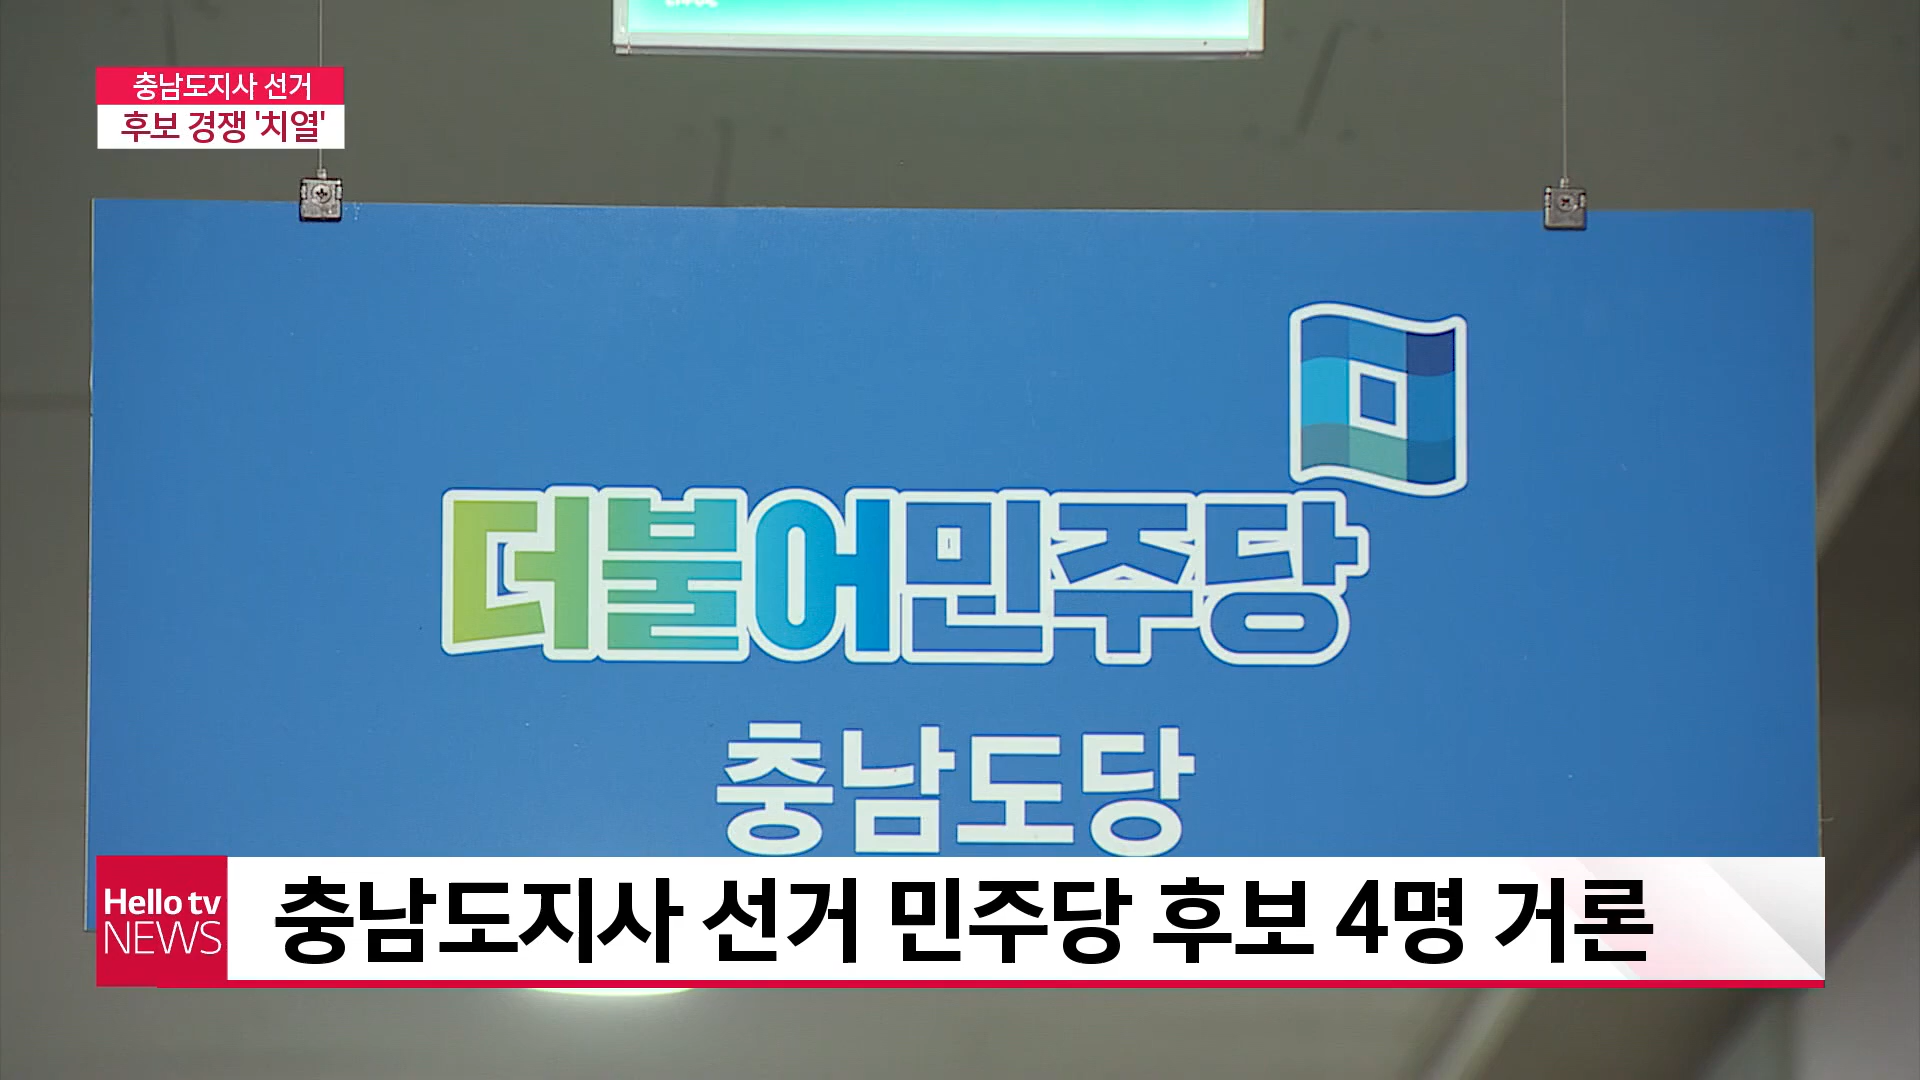 충남도지사 선거
후보 경쟁 '치열'
더불어민주당
충남도당
Hello tv
NEWS
충남도지사 선거 민주당 후보 4명 거론